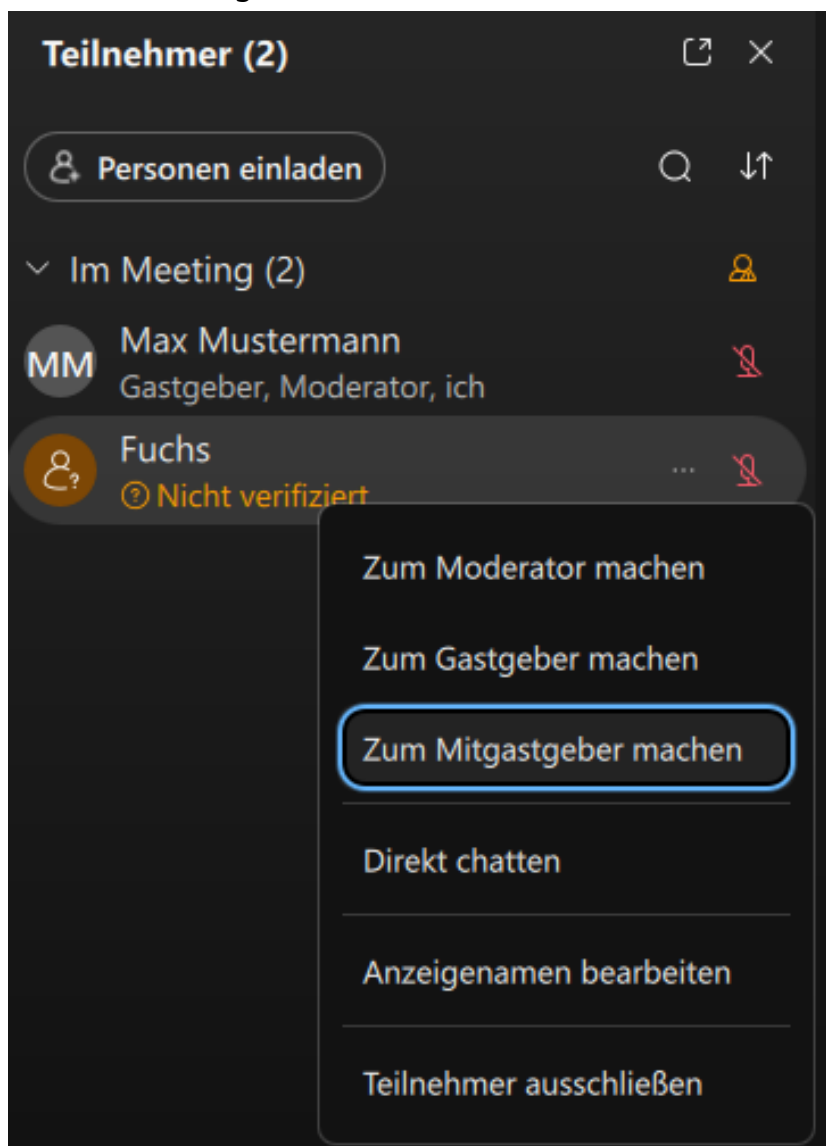 Teilnehmer (2)
Personen einladen
Im Meeting (2)
MM
Max Mustermann
Gastgeber, Moderator, ich
Fuchs
Nicht verifiziert
Zum Moderator machen
Zum Gastgeber machen
Zum Mitgastgeber machen
Direkt chatten
Anzeigenamen bearbeiten
Teilnehmer ausschließen